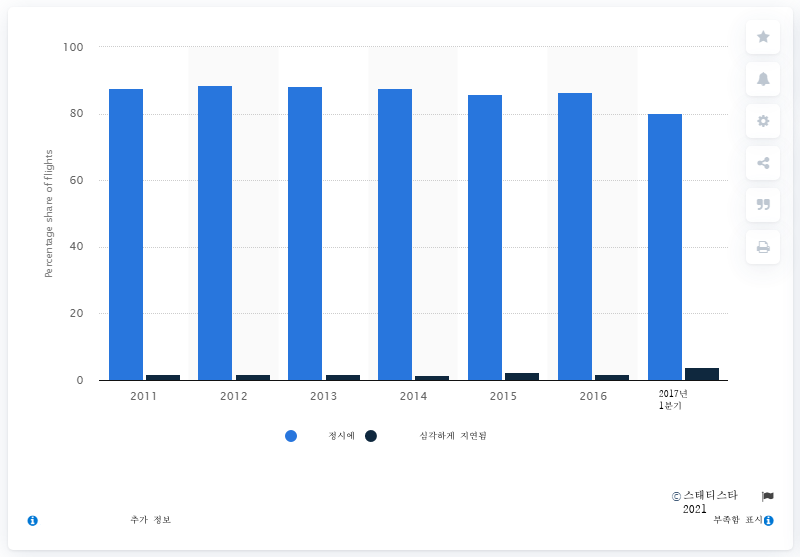 100
80
60
40
20
0
Percentage share of flights
2011 2012 2013 2014 2015 2016 2017년
1분기
정시에 심각하게 지연됨
© 스태티스타
2021
추가 정보 부족함 표시